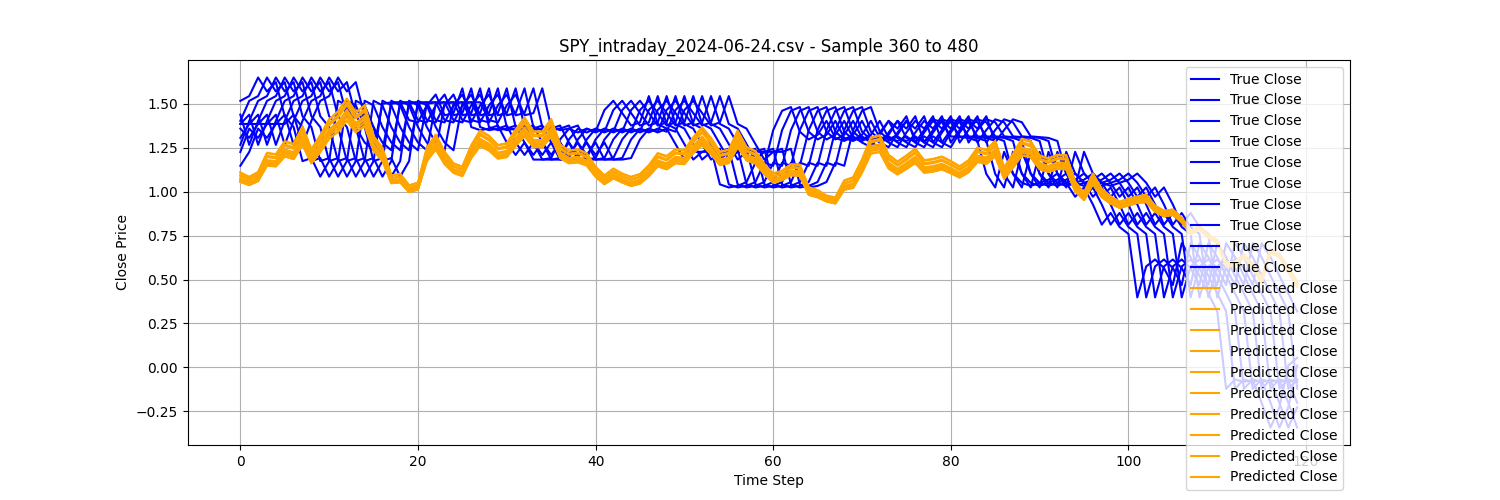 SPY_intraday_2024-06-24.csv - Sample 360 to 480
Close Price
1.50
1.25
1.00
0.75
0.50
0.25
0.00
−0.25
0
20
40
60
80
100
120
Time Step
True Close
True Close
True Close
True Close
True Close
True Close
True Close
True Close
True Close
True Close
Predicted Close
Predicted Close
Predicted Close
Predicted Close
Predicted Close
Predicted Close
Predicted Close
Predicted Close
Predicted Close
Predicted Close